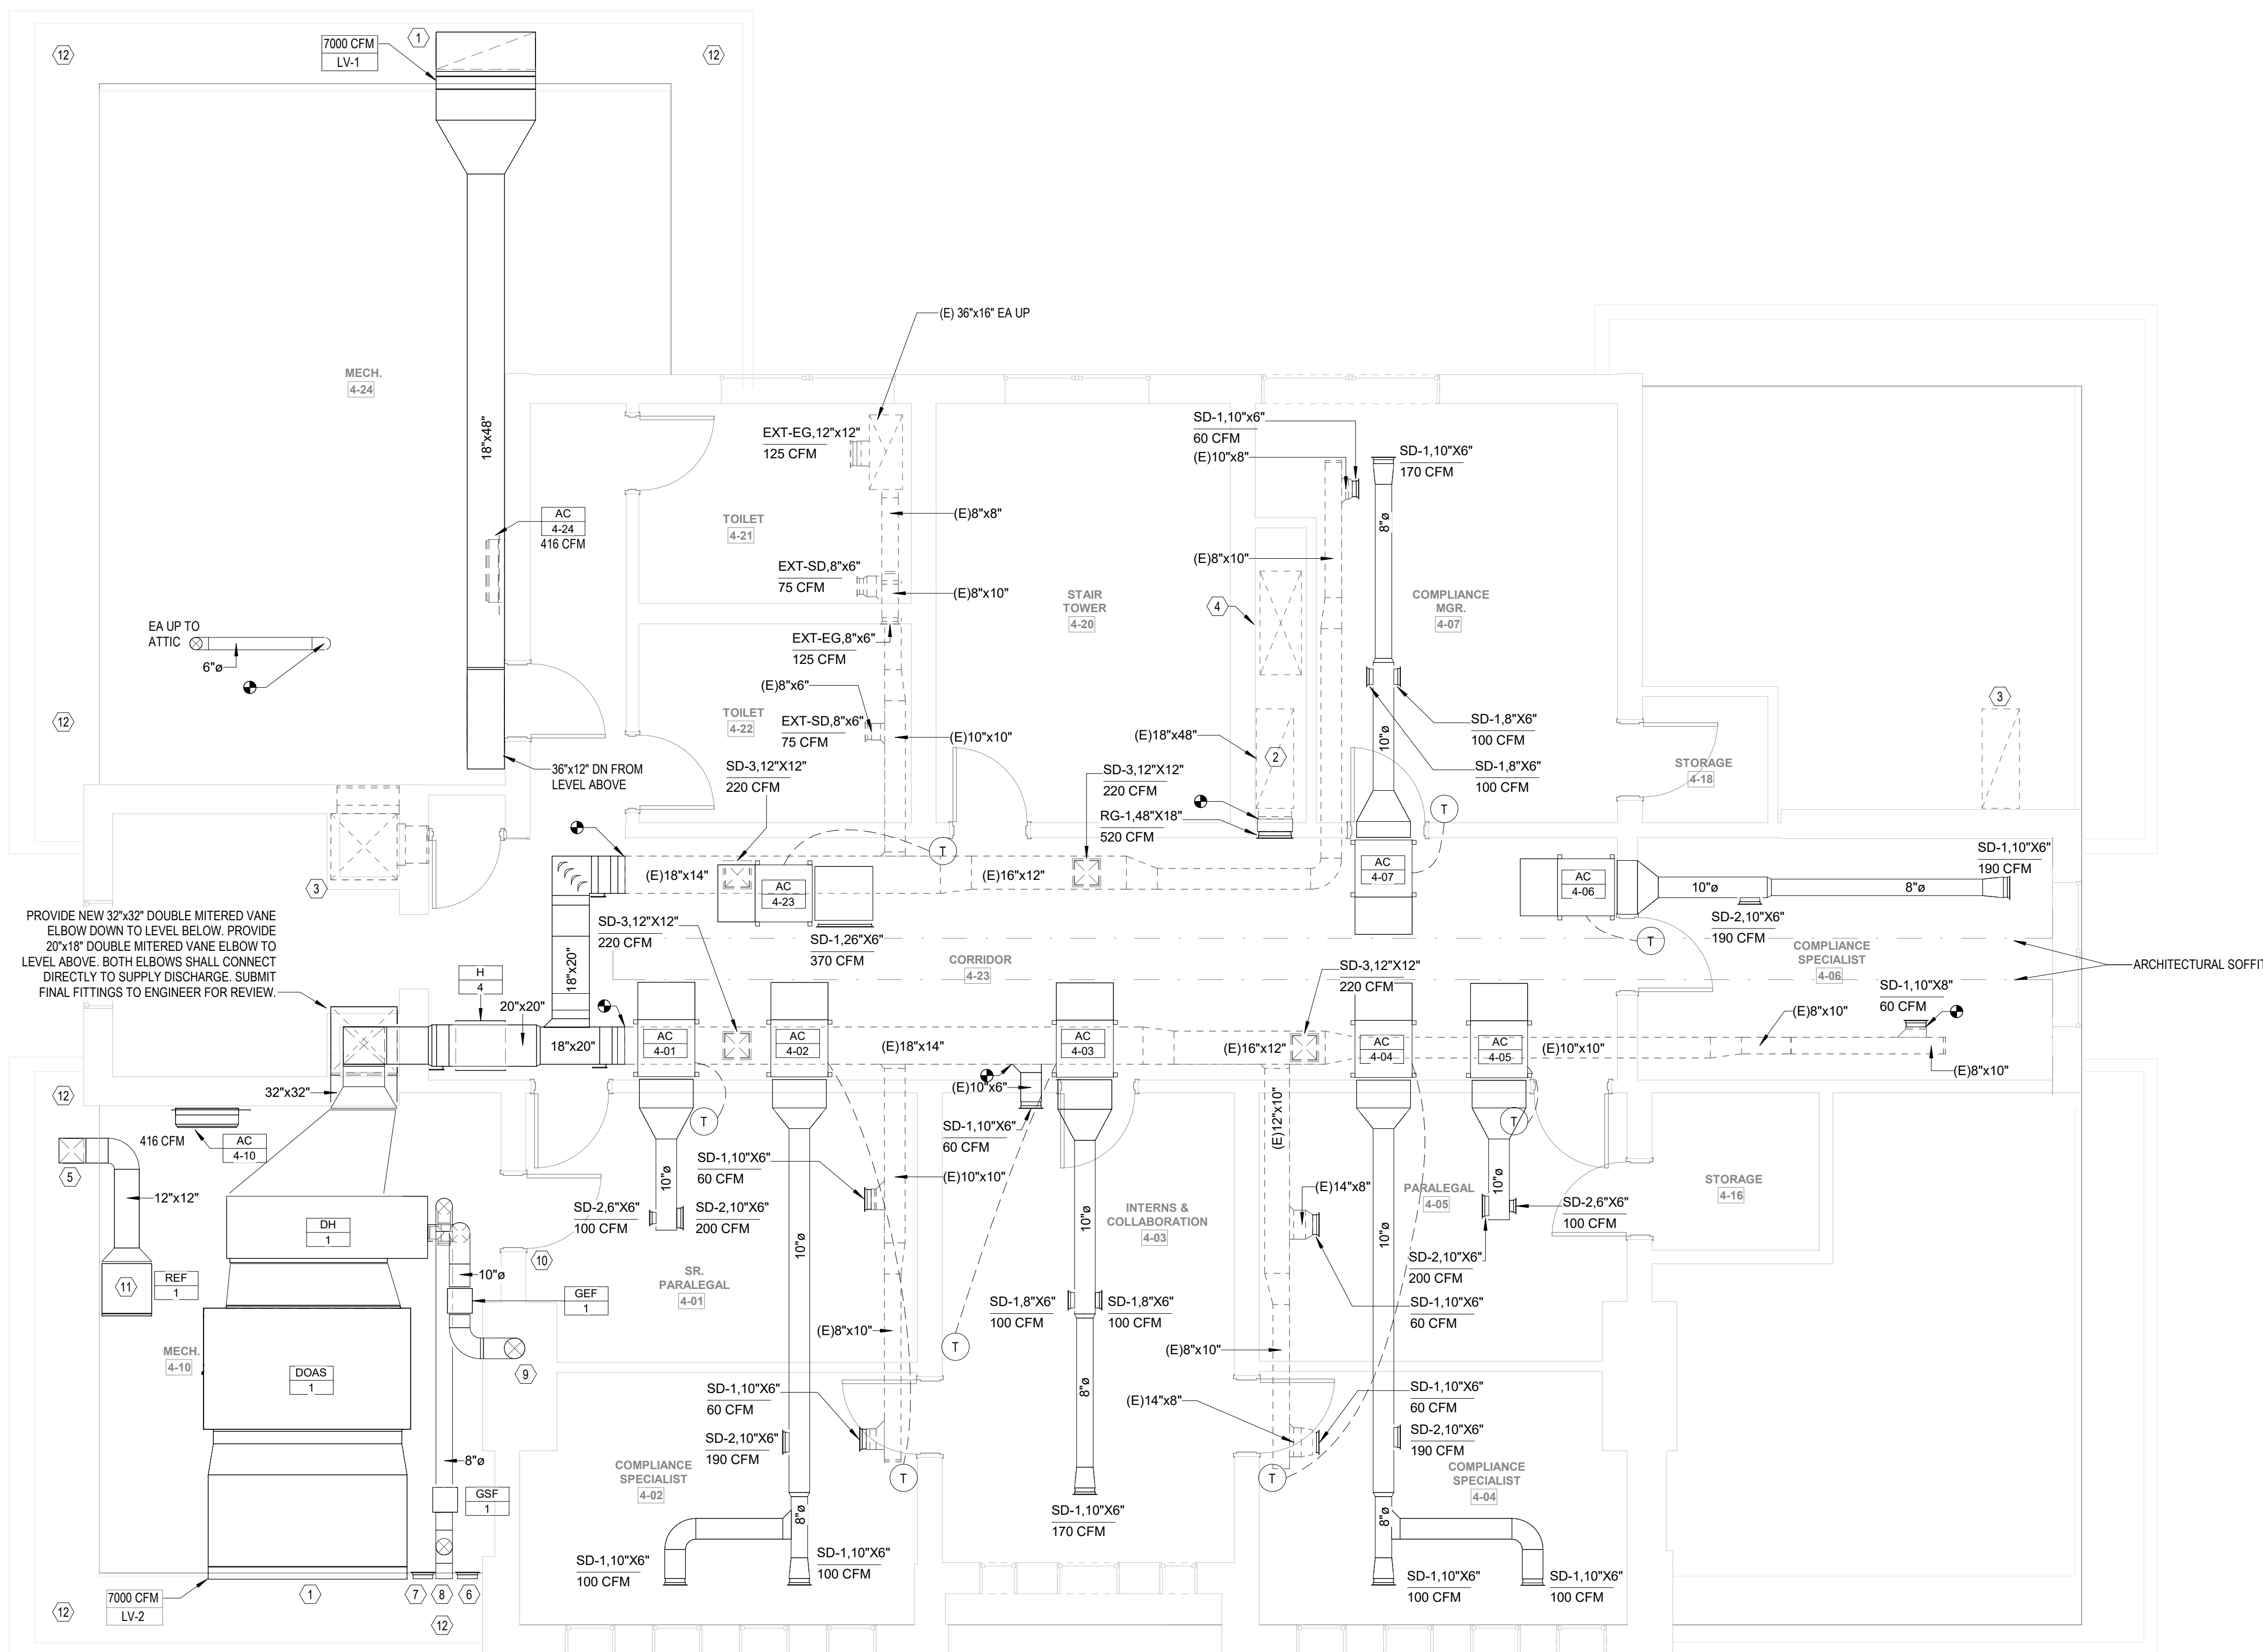 12
7000 CFM
LV-1
1
12
MECH.
4-24
18"x48"
AC
4-24
416 CFM
EA UP TO
ATTIC
6"ø
12
36"x12" DN FROM
LEVEL ABOVE
(E) 36"x16" EA UP
EXT-EG,12"x12"
125 CFM
(E)8"x8"
TOILET
4-21
EXT-SD,8"x6"
75 CFM
(E)8"x10"
EXT-EG,8"x6"
125 CFM
(E)8"x6"
TOILET
4-22
EXT-SD,8"x6"
75 CFM
(E)10"x10"
SD-3,12"X12"
220 CFM
STAIR
TOWER
4-20
SD-1,10"x6"
60 CFM
(E)10"x8"
SD-1,10"X6"
170 CFM
8"ø
(E)8"x10"
4
COMPLIANCE
MGR.
4-07
10"ø
SD-1,8"X6"
100 CFM
SD-1,8"X6"
100 CFM
(E)18"x48"
2
SD-3,12"X12"
220 CFM
RG-1,48"X18"
520 CFM
T
STORAGE
4-18
3
3
(E)18"x14"
T
AC
4-23
(E)16"x12"
AC
4-07
AC
4-06
10"ø
8"ø
SD-1,10"X6"
190 CFM
SD-2,10"X6"
190 CFM
T
PROVIDE NEW 32"x32" DOUBLE MITERED VANE
ELBOW DOWN TO LEVEL BELOW. PROVIDE
20"x18" DOUBLE MITERED VANE ELBOW TO
LEVEL ABOVE. BOTH ELBOWS SHALL CONNECT
DIRECTLY TO SUPPLY DISCHARGE. SUBMIT
FINAL FITTINGS TO ENGINEER FOR REVIEW.
H
4
20"x20"
18"x20"
18"x20"
SD-3,12"X12"
220 CFM
SD-1,26"X6"
370 CFM
CORRIDOR
4-23
SD-3,12"X12"
220 CFM
COMPLIANCE
SPECIALIST
4-06
ARCHITECTURAL SOFFIT
SD-1,10"X8"
60 CFM
(E)8"x10"
AC
4-01
AC
4-02
(E)18"x14"
AC
4-03
(E)16"x12"
AC
4-04
AC
4-05
(E)10"x10"
(E)8"x10"
12
32"x32"
416 CFM
AC
4-10
5
12"x12"
11
REF
1
DH
1
10"ø
GEF
1
10
9
MECH.
4-10
DOAS
1
8"ø
GSF
1
7000 CFM
LV-2
12
1
7
8
6
12
T
10"ø
SD-2,6"X6"
100 CFM
SD-2,10"X6"
200 CFM
SR.
PARALEGAL
4-01
SD-1,10"X6"
60 CFM
10"ø
(E)10"x10"
(E)8"x10"
SD-1,10"X6"
60 CFM
SD-2,10"X6"
190 CFM
COMPLIANCE
SPECIALIST
4-02
T
8"ø
SD-1,10"X6"
100 CFM
SD-1,10"X6"
100 CFM
(E)10"x6"
SD-1,10"X6"
60 CFM
10"ø
INTERNS &
COLLABORATION
4-03
SD-1,8"X6"
100 CFM
SD-1,8"X6"
100 CFM
T
8"ø
SD-1,10"X6"
170 CFM
(E)12"x10"
(E)14"x8"
PARALEGAL
4-05
T
10"ø
SD-2,6"X6"
100 CFM
SD-2,10"X6"
200 CFM
STORAGE
4-16
10"ø
SD-1,10"X6"
60 CFM
(E)8"x10"
(E)14"x8"
SD-1,10"X6"
60 CFM
SD-2,10"X6"
190 CFM
T
COMPLIANCE
SPECIALIST
4-04
8"ø
SD-1,10"X6"
100 CFM
SD-1,10"X6"
100 CFM